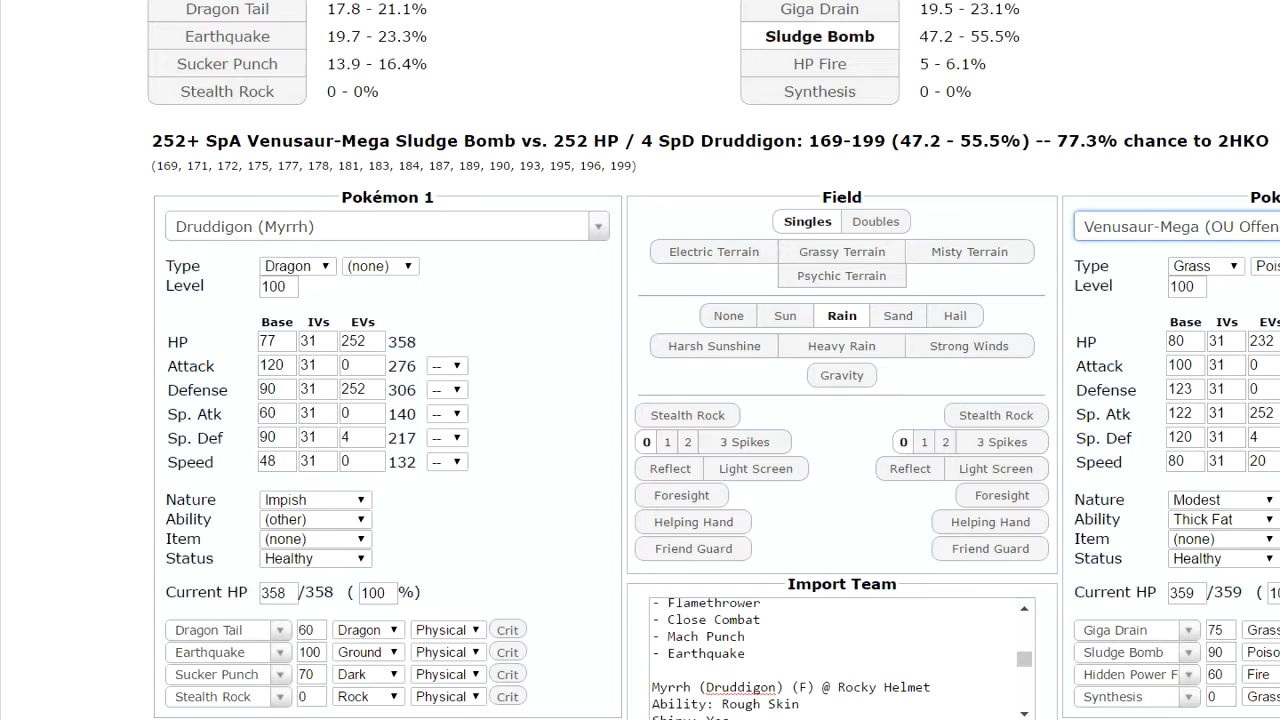 Dragon Tail 17.8 - 21.1% Giga Drain 19.5 - 23.1%
Earthquake 19.7 - 23.3% Sludge Bomb 47.2 - 55.5%
Sucker Punch 13.9 - 16.4% HP Fire 5 - 6.1%
Stealth Rock 0 - 0% Synthesis 0 - 0%
252+ SpA Venusaur-Mega Sludge Bomb vs. 252 HP / 4 SpD Druddigon: 169-199 (47.2 - 55.5%) -- 77.3% chance to 2HKO
(169, 171, 172, 175, 177, 178, 181, 183, 184, 187, 189, 190, 193, 195, 196, 199)
Pokémon 1
Druddigon (Myrrh)
Type Dragon (none)
Level 100
Base IVs EVs
HP 77 31 252 358
Attack 120 31 0 276 --
Defense 90 31 252 306 --
Sp. Atk 60 31 0 140 --
Sp. Def 90 31 4 217 --
Speed 48 31 0 132 --
Nature Impish
Ability (other)
Item (none)
Status Healthy
Current HP 358 /358 ( 100 %)
Dragon Tail 60 Dragon Physical Crit
Earthquake 100 Ground Physical Crit
Sucker Punch 70 Dark Physical Crit
Stealth Rock 0 Rock Physical Crit
Field
Singles Doubles
Electric Terrain Grassy Terrain Misty Terrain
Psychic Terrain
None Sun Rain Sand Hail
Harsh Sunshine Heavy Rain Strong Winds
Gravity
Stealth Rock Stealth Rock
0 1 2 3 Spikes 0 1 2 3 Spikes
Reflect Light Screen Reflect Light Screen
Foresight Foresight
Helping Hand Helping Hand
Friend Guard Friend Guard
Import Team
- Flamethrower
- Close Combat
- Mach Punch
- Earthquake
Myrrh (Druddigon) (F) @ Rocky Helmet
Ability: Rough Skin
Shiny: Yes
Pok
Venusaur-Mega (OU Offen
Type Grass Pois
Level 100
Base IVs EVs
HP 80 31 232
Attack 100 31 0
Defense 123 31 0
Sp. Atk 122 31 252
Sp. Def 120 31 4
Speed 80 31 20
Nature Modest
Ability Thick Fat
Item (none)
Status Healthy
Current HP 359 /359 ( 10
Giga Drain 75 Grass
Sludge Bomb 90 Poiso
Hidden Power F 60 Fire
Synthesis 0 Grass